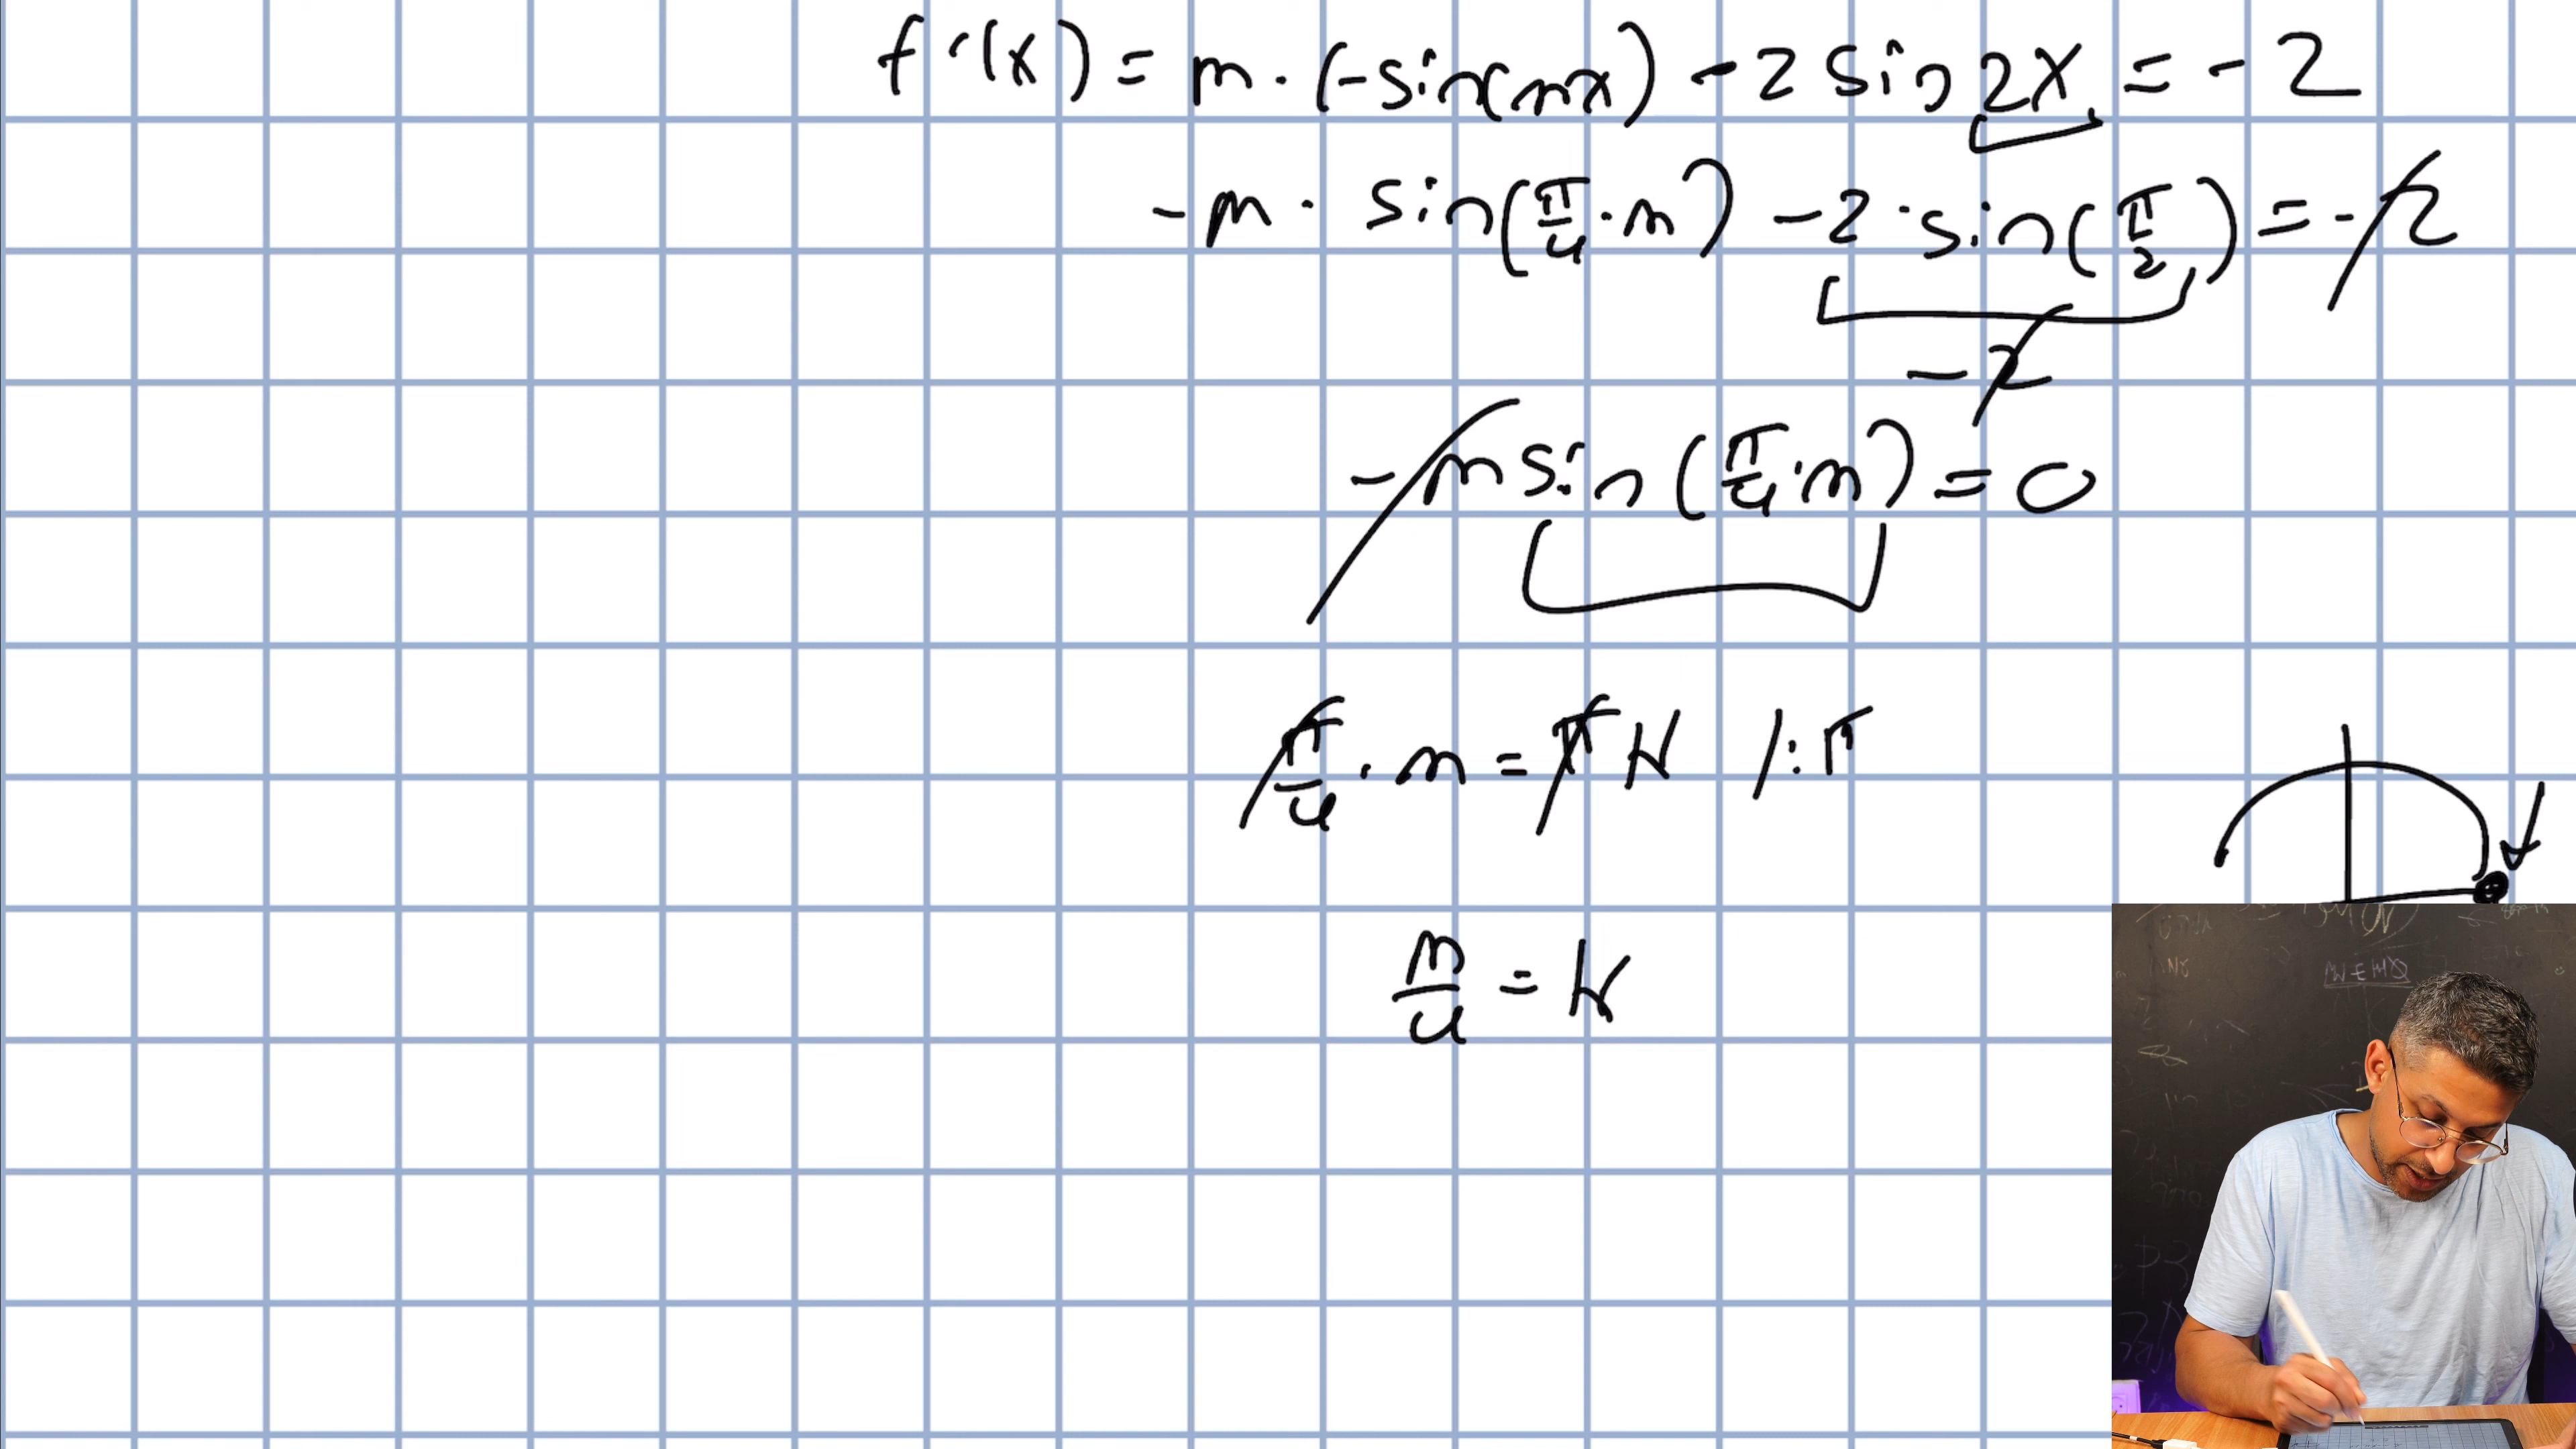 f'(x) = m · (-sin(mx) - 2 sin 2x = -2
-m · sin(π/4 · m) - 2 · sin(π/2) = -2
-2
-m sin(π/4 · m) = 0
π/4 · m = πk /:π
m/4 = k